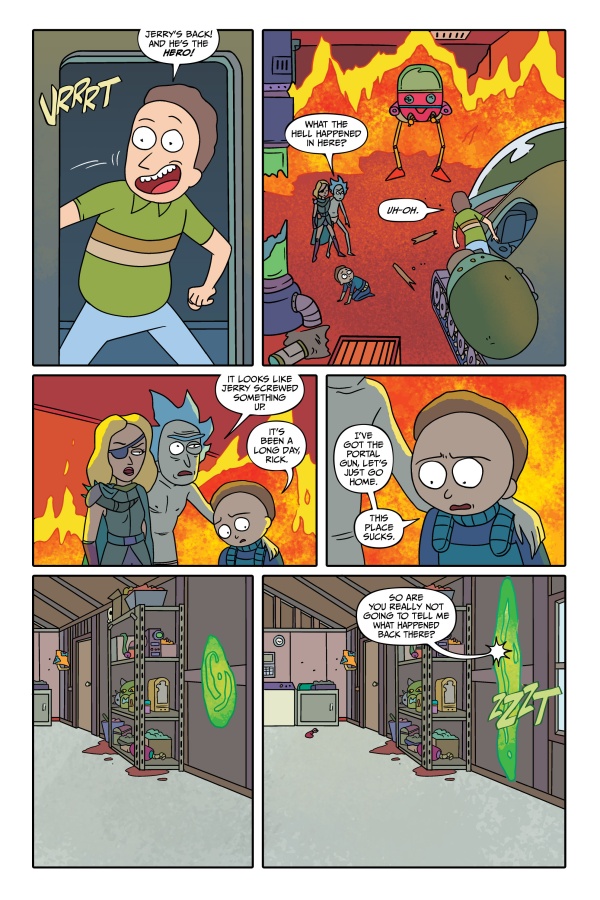 JERRY'S BACK!
AND HE'S THE
HERO!
VRRRT
WHAT THE
HELL HAPPENED
IN HERE?
UH-OH.
IT LOOKS LIKE
JERRY SCREWED
SOMETHING
UP.
IT'S
BEEN A
LONG DAY,
RICK.
I'VE
GOT THE
PORTAL
GUN, LET'S
JUST GO
HOME.
THIS
PLACE
SUCKS.
SO ARE
YOU REALLY NOT
GOING TO TELL ME
WHAT HAPPENED
BACK THERE?
ZZZT